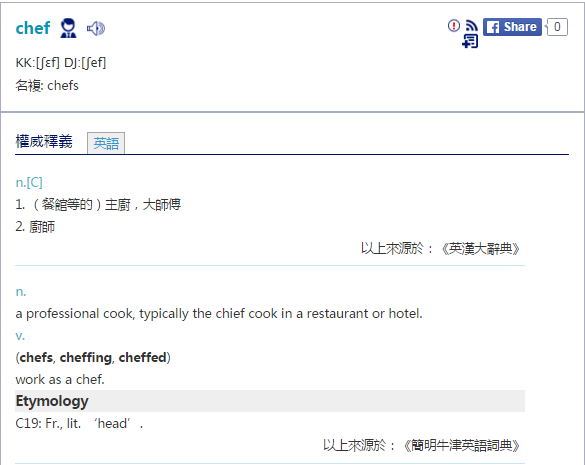 chef
Share
0
KK:[ʃɛf] DJ:[ʃef]
名複: chefs
權威釋義 英語
n.[C]
1.（餐館等的）主廚，大師傅
2. 廚師
以上來源於：《英漢大辭典》
n.
a professional cook, typically the chief cook in a restaurant or hotel.
v.
(chefs, cheffing, cheffed)
work as a chef.
Etymology
C19: Fr., lit. ‘head’.
以上來源於：《簡明牛津英語詞典》